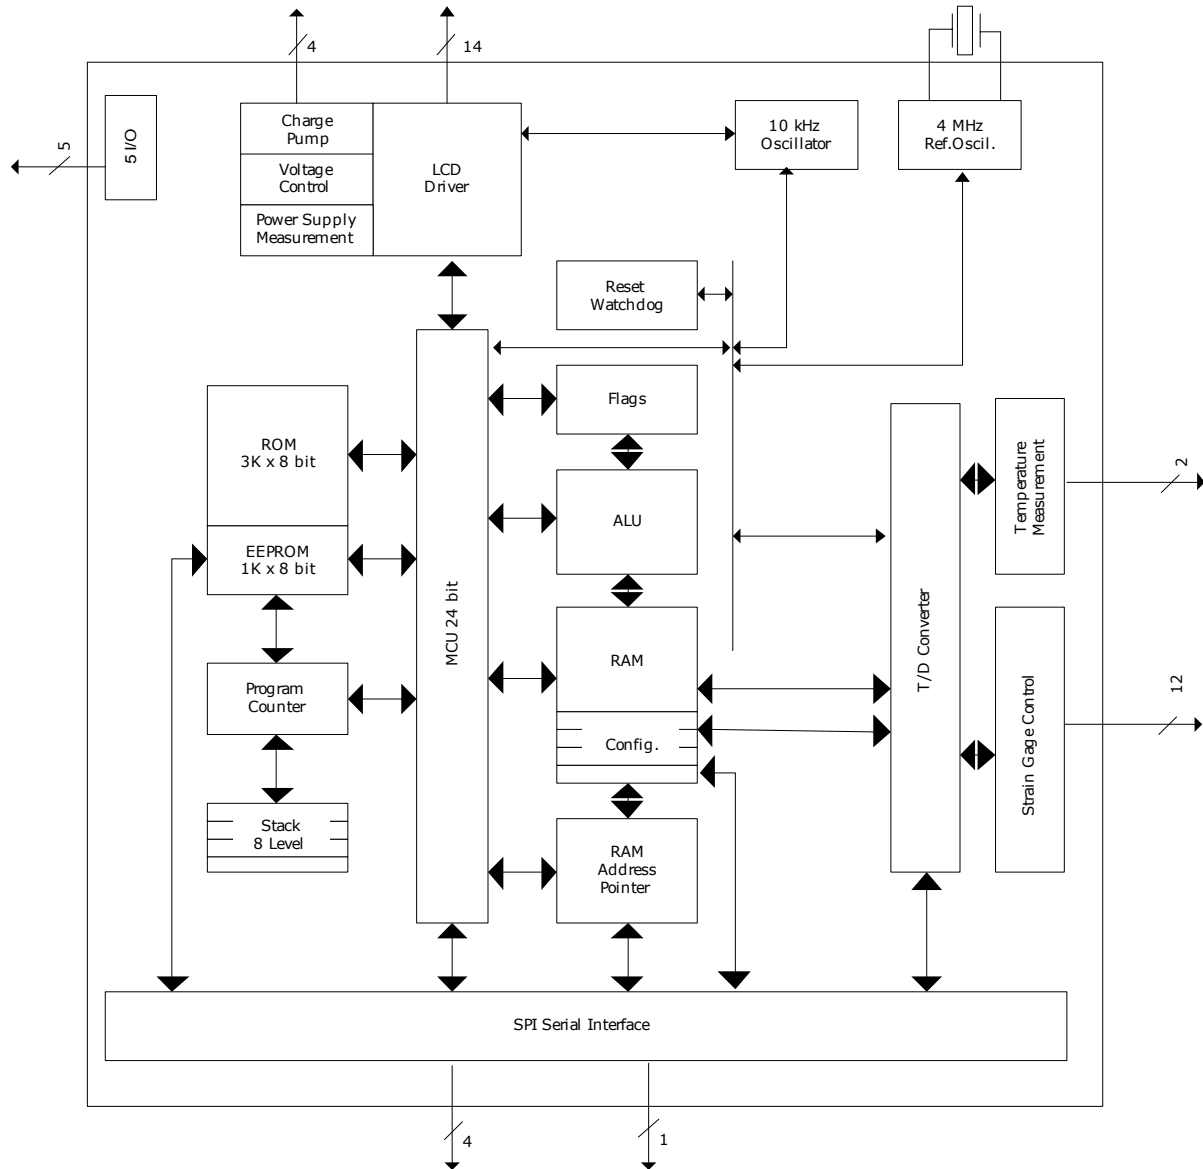 4
14
5
5 I/O
Charge
Pump
Voltage
Control
Power Supply
Measurement
LCD
Driver
10 kHz
Oscillator
4 MHz
Ref.Oscil.
Reset
Watchdog
Flags
ROM
3K x 8 bit
EEPROM
1K x 8 bit
MCU 24 bit
ALU
T/D Converter
Temperature
Measurement
2
Program
Counter
RAM
Config.
Strain Gage Control
12
Stack
8 Level
RAM
Address
Pointer
SPI Serial Interface
4
1